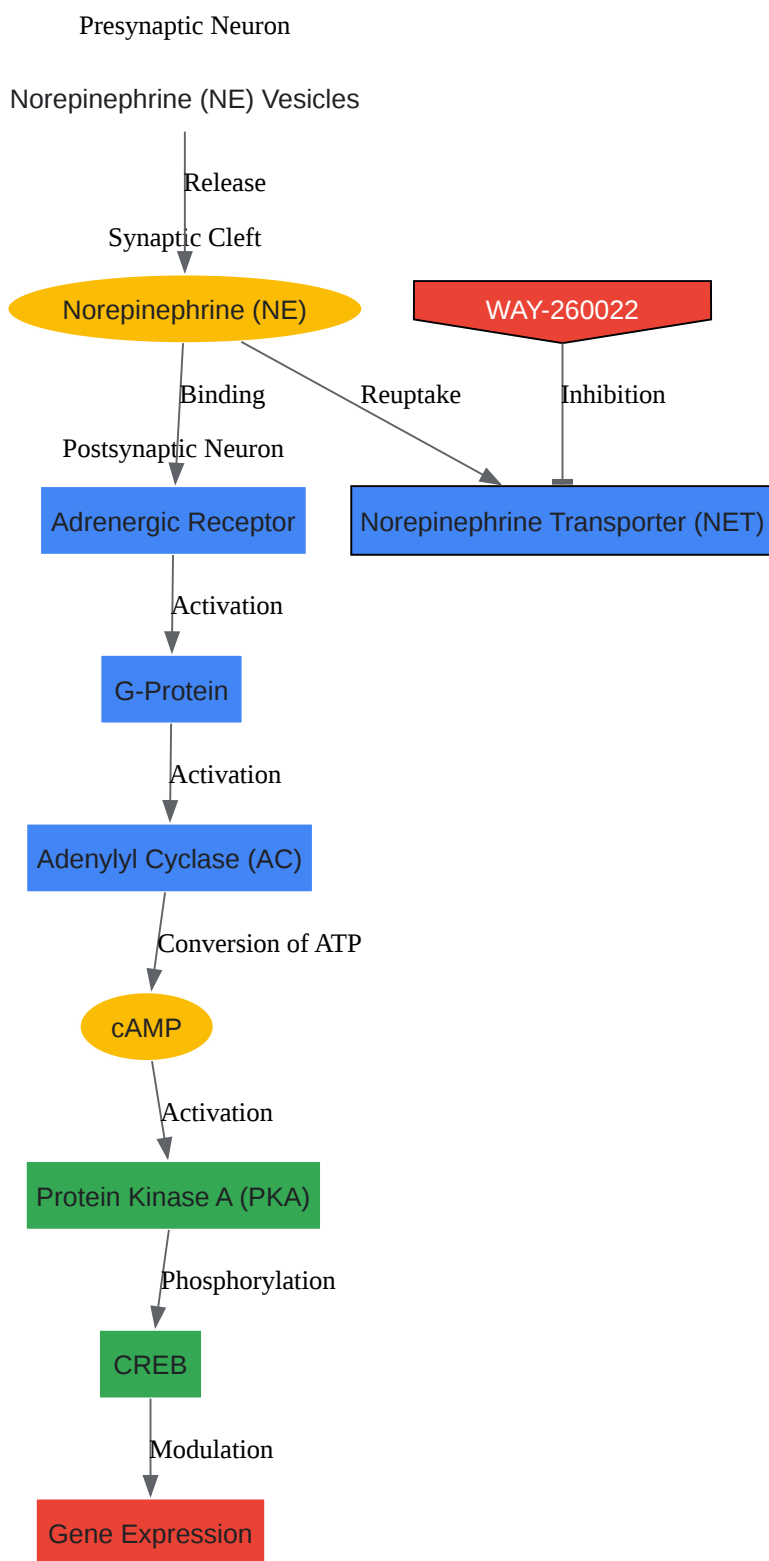 Presynaptic Neuron
Norepinephrine (NE) Vesicles
Release
Synaptic Cleft
Norepinephrine (NE)
WAY-260022
Binding
Reuptake
Inhibition
Postsynaptic Neuron
Adrenergic Receptor
Norepinephrine Transporter (NET)
Activation
G-Protein
Activation
Adenylyl Cyclase (AC)
Conversion of ATP
cAMP
Activation
Protein Kinase A (PKA)
Phosphorylation
CREB
Modulation
Gene Expression